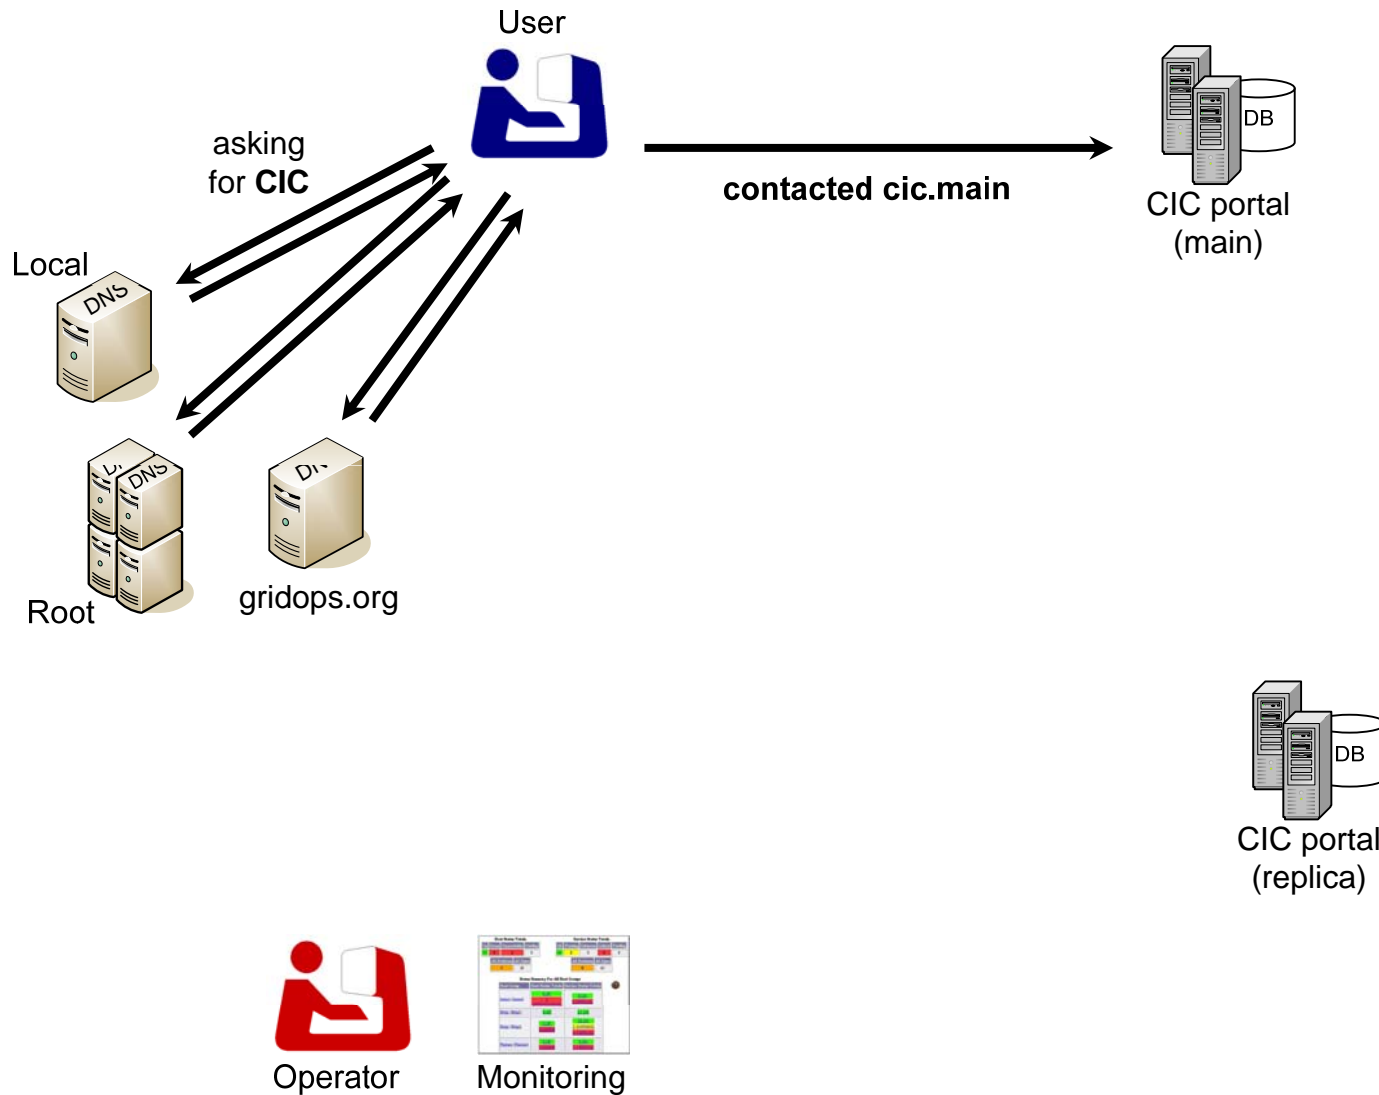 User
asking
for CIC
DB
contacted cic.main
CIC portal
(main)
Local
DNS
DNS
Root
gridops.org
DB
CIC portal
(replica)
Operator
Monitoring